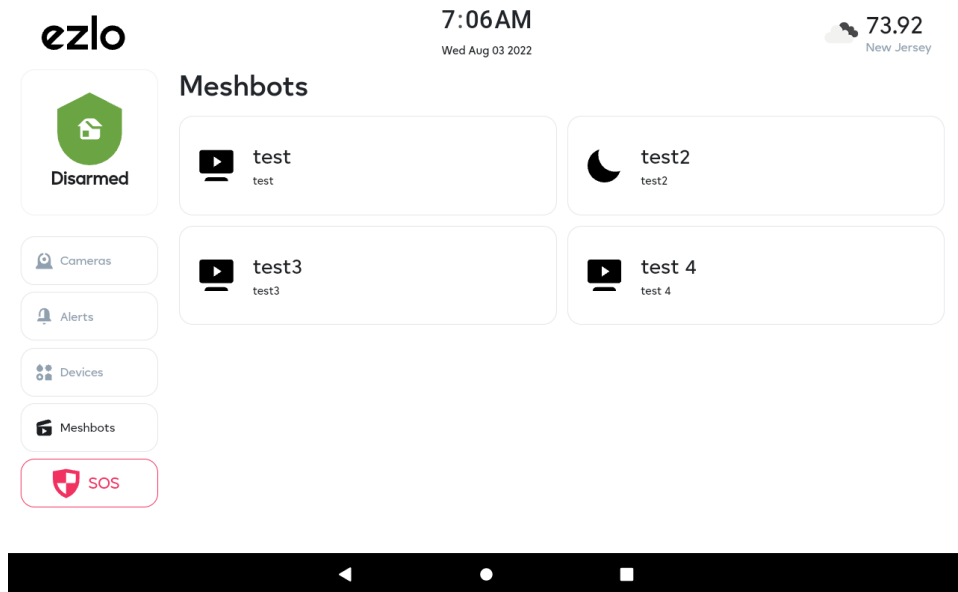 ezlo
7:06AM
Wed Aug 03 2022
73.92
New Jersey
Disarmed
Cameras
Alerts
Devices
Meshbots
SOS
Meshbots
test
test
test2
test2
test3
test3
test 4
test 4